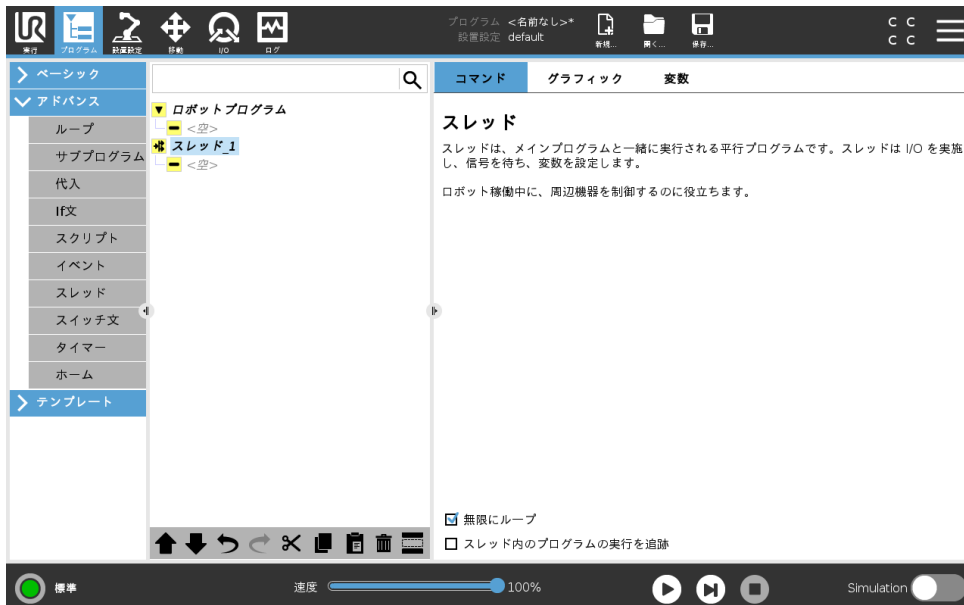 UR
プログラム <名前なし>*
設置設定 default
実行
プログラム
設置設定
移動
I/O
ログ
新規...
開く...
保存...
C C
C C
ベーシック
アドバンス
ループ
サブプログラム
代入
If文
スクリプト
イベント
スレッド
スイッチ文
タイマー
ホーム
テンプレート
ロボットプログラム
<空>
スレッド_1
<空>
コマンド
グラフィック
変数
スレッド
スレッドは、メインプログラムと一緒に実行される平行プログラムです。スレッドは I/O を実施
し、信号を待ち、変数を設定します。
ロボット稼働中に、周辺機器を制御するのに役立ちます。
無限にループ
スレッド内のプログラムの実行を追跡
標準
速度
100%
Simulation